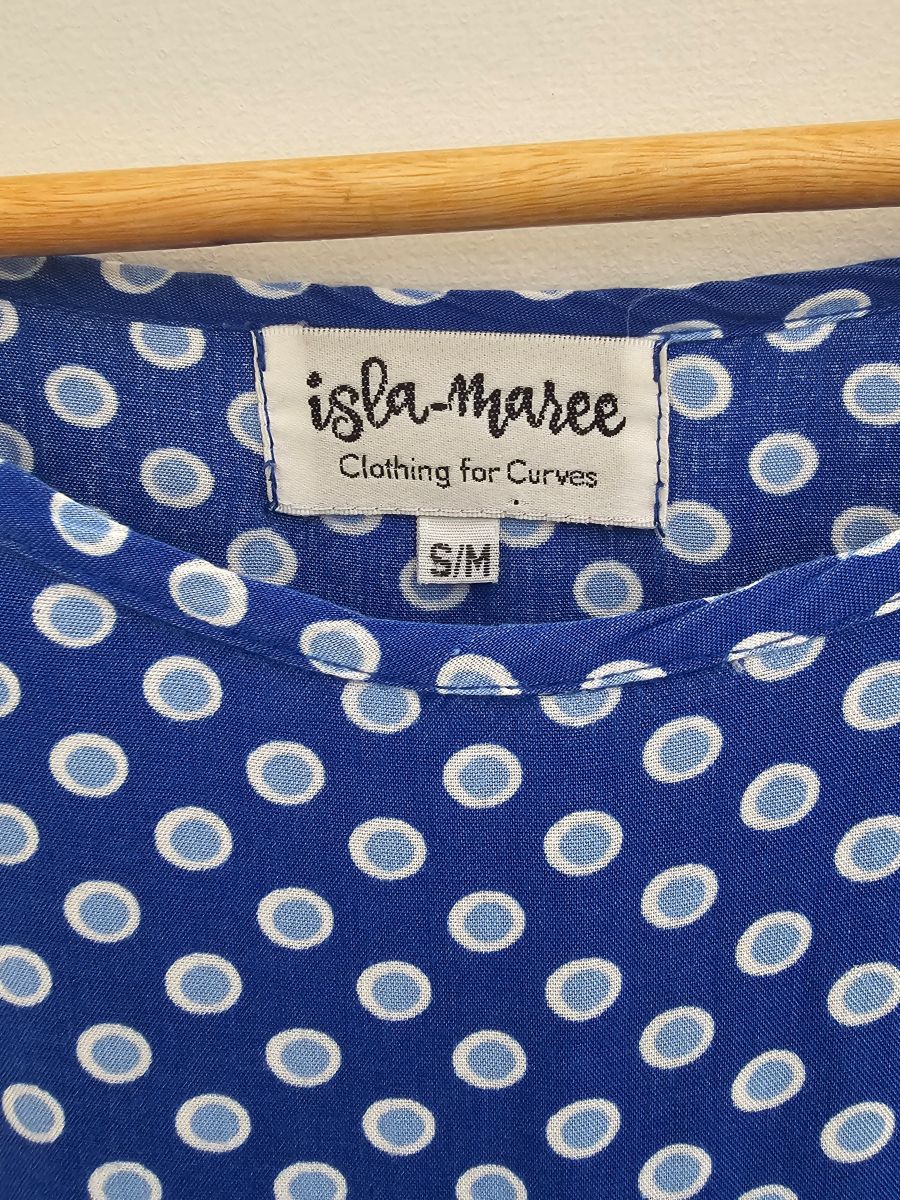 isla-maree
Clothing for Curves
S/M